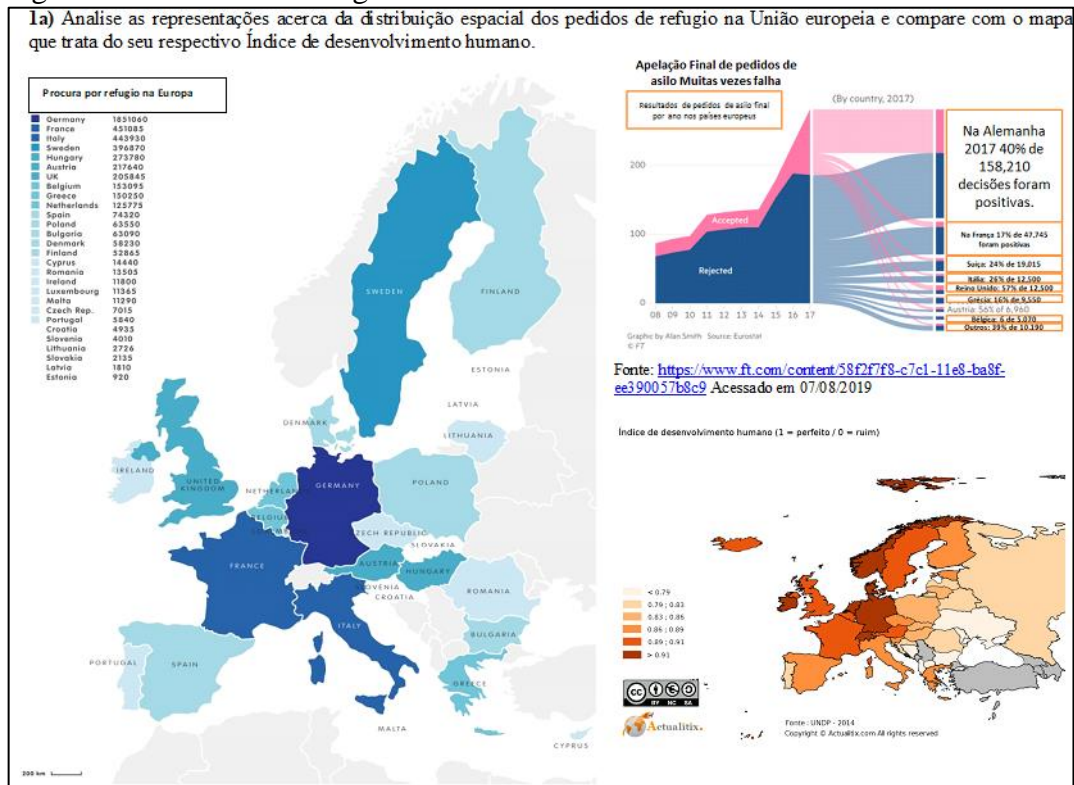 1a) Analise as representações acerca da distribuição espacial dos pedidos de refugio na União europeia e compare com o mapa
que trata do seu respectivo Índice de desenvolvimento humano.
Procura por refugio na Europa
Germany 1851060
France 451085
Italy 443930
Sweden 396870
Hungary 273780
Austria 217640
UK 205845
Belgium 153095
Greece 150250
Netherlands 125775
Spain 74320
Poland 63550
Bulgaria 63090
Denmark 58230
Finland 52865
Cyprus 14440
Romania 13505
Ireland 11800
Luxembourg 11365
Malta 11290
Czech Rep. 7015
Portugal 5840
Croatia 4935
Slovenia 4010
Lithuania 2726
Slovakia 2135
Latvia 1810
Estonia 920
SWEDEN
FINLAND
ESTONIA
LATVIA
LITHUANIA
DENMARK
IRELAND
UNITED
KINGDOM
NETHERLANDS
BELGIUM
GERMANY
POLAND
CZECH REPUBLIC
SLOVAKIA
FRANCE
AUSTRIA
HUNGARY
SLOVENIA
CROATIA
ROMANIA
ITALY
BULGARIA
PORTUGAL
SPAIN
GREECE
MALTA
CYPRUS
200 km
Apelação Final de pedidos de
asilo Muitas vezes falha
Resultados de pedidos de asilo final
por ano nos países europeus
(By country, 2017)
200
100
0
Accepted
Rejected
08 09 10 11 12 13 14 15 16 17
Na Alemanha
2017 40% de
158,210
decisões foram
positivas.
Na França 17% de 47,745
foram positivas
Suiça: 24% de 19,015
Itália: 26% de 12,500
Reino Unido: 57% de 12,500
Grécia: 16% de 9,550
Austria: 56% of 6,960
Bélgica: 6 de 5,070
Outros: 39% de 10,190
Graphic by Alan Smith Source: Eurostat
© FT
Fonte: https://www.ft.com/content/58f2f7f8-c7c1-11e8-ba8f-
ee390057b8c9 Acessado em 07/08/2019
Índice de desenvolvimento humano (1 = perfeito / 0 = ruim)
< 0.79
0.79 ; 0.83
0.83 ; 0.86
0.86 ; 0.89
0.89 ; 0.91
> 0.91
cc
BY NC SA
Actualitix.
Fonte : UNDP - 2014
Copyright © Actualitix.com All rights reserved